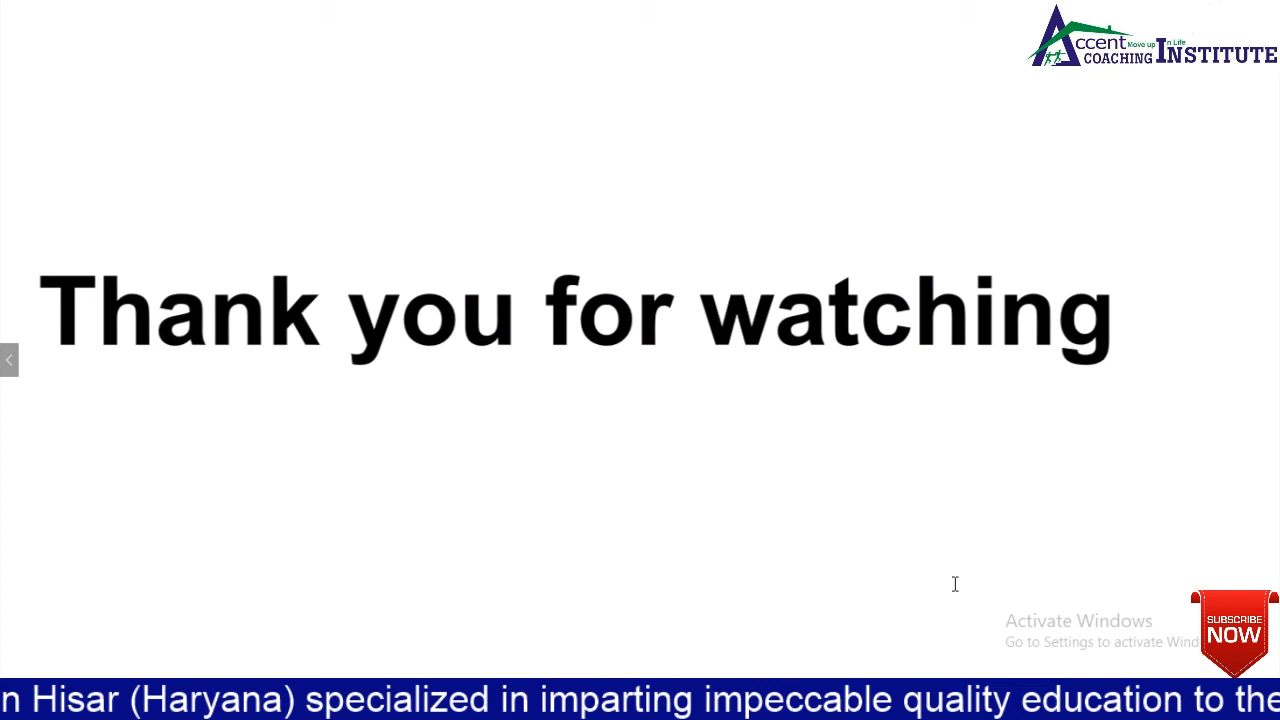 Accent Move up In Life
COACHING INSTITUTE
Thank you for watching
Activate Windows
Go to Settings to activate Wind
SUBSCRIBE
NOW
n Hisar (Haryana) specialized in imparting impeccable quality education to the